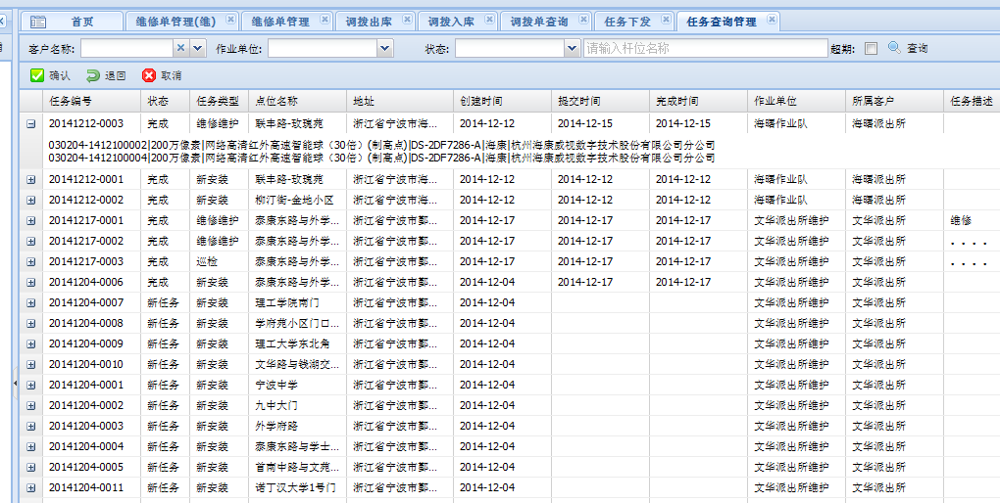 首页 维修单管理(维) 维修单管理 调拨出库 调拨入库 调拨单查询 任务下发 任务查询管理
客户名称: 作业单位: 状态: 请输入杆位名称 超期: 查询
确认 退回 取消
任务编号 状态 任务类型 点位名称 地址 创建时间 提交时间 完成时间 作业单位 所属客户 任务描述
20141212-0003 完成 维修维护 联丰路-玫瑰苑 浙江省宁波市海... 2014-12-12 2014-12-15 2014-12-15 海曙作业队 海曙派出所
030204-1412100002|200万像素|网络高清红外高速智能球（30倍）(制高点)|DS-2DF7286-A|海康|杭州海康威视数字技术股份有限公司分公司
030204-1412100004|200万像素|网络高清红外高速智能球（30倍）(制高点)|DS-2DF7286-A|海康|杭州海康威视数字技术股份有限公司分公司
20141212-0001 完成 新安装 联丰路-玫瑰苑 浙江省宁波市海... 2014-12-12 2014-12-12 2014-12-12 海曙作业队 海曙派出所
20141212-0002 完成 新安装 柳汀街-金地小区 浙江省宁波市海... 2014-12-12 2014-12-12 2014-12-12 海曙作业队 海曙派出所
20141217-0001 完成 维修维护 泰康东路与外学... 浙江省宁波市鄞... 2014-12-17 2014-12-17 2014-12-17 文华派出所维护 文华派出所 维修
20141217-0002 完成 维修维护 泰康东路与外学... 浙江省宁波市鄞... 2014-12-17 2014-12-17 2014-12-17 文华派出所维护 文华派出所 ....
20141217-0003 完成 巡检 泰康东路与外学... 浙江省宁波市鄞... 2014-12-17 2014-12-17 2014-12-17 文华派出所维护 文华派出所 ....
20141204-0006 完成 新安装 泰康东路与外学... 浙江省宁波市鄞... 2014-12-04 2014-12-17 2014-12-17 文华派出所维护 文华派出所
20141204-0007 新任务 新安装 理工学院南门 浙江省宁波市鄞... 2014-12-04 文华派出所维护 文华派出所
20141204-0008 新任务 新安装 学府苑小区门口... 浙江省宁波市鄞... 2014-12-04 文华派出所维护 文华派出所
20141204-0009 新任务 新安装 理工大学东北角 浙江省宁波市鄞... 2014-12-04 文华派出所维护 文华派出所
20141204-0010 新任务 新安装 文华路与钱湖交... 浙江省宁波市鄞... 2014-12-04 文华派出所维护 文华派出所
20141204-0001 新任务 新安装 宁波中学 浙江省宁波市鄞... 2014-12-04 文华派出所维护 文华派出所
20141204-0002 新任务 新安装 九中大门 浙江省宁波市鄞... 2014-12-04 文华派出所维护 文华派出所
20141204-0003 新任务 新安装 外学府路 浙江省宁波市鄞... 2014-12-04 文华派出所维护 文华派出所
20141204-0004 新任务 新安装 泰康东路与学士... 浙江省宁波市鄞... 2014-12-04 文华派出所维护 文华派出所
20141204-0005 新任务 新安装 首南中路与文苑... 浙江省宁波市鄞... 2014-12-04 文华派出所维护 文华派出所
20141204-0011 新任务 新安装 诺丁汉大学1号门 浙江省宁波市鄞... 2014-12-04 文华派出所维护 文华派出所